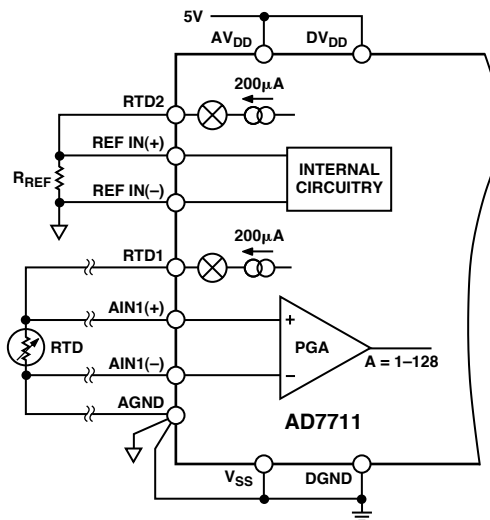 5V
AVDD
DVDD
200µA
RTD2
REF IN(+)
RREF
REF IN(–)
INTERNAL
CIRCUITRY
200µA
RTD1
AIN1(+)
RTD
+
PGA
A = 1–128
AIN1(–)
–
AGND
AD7711
VSS
DGND